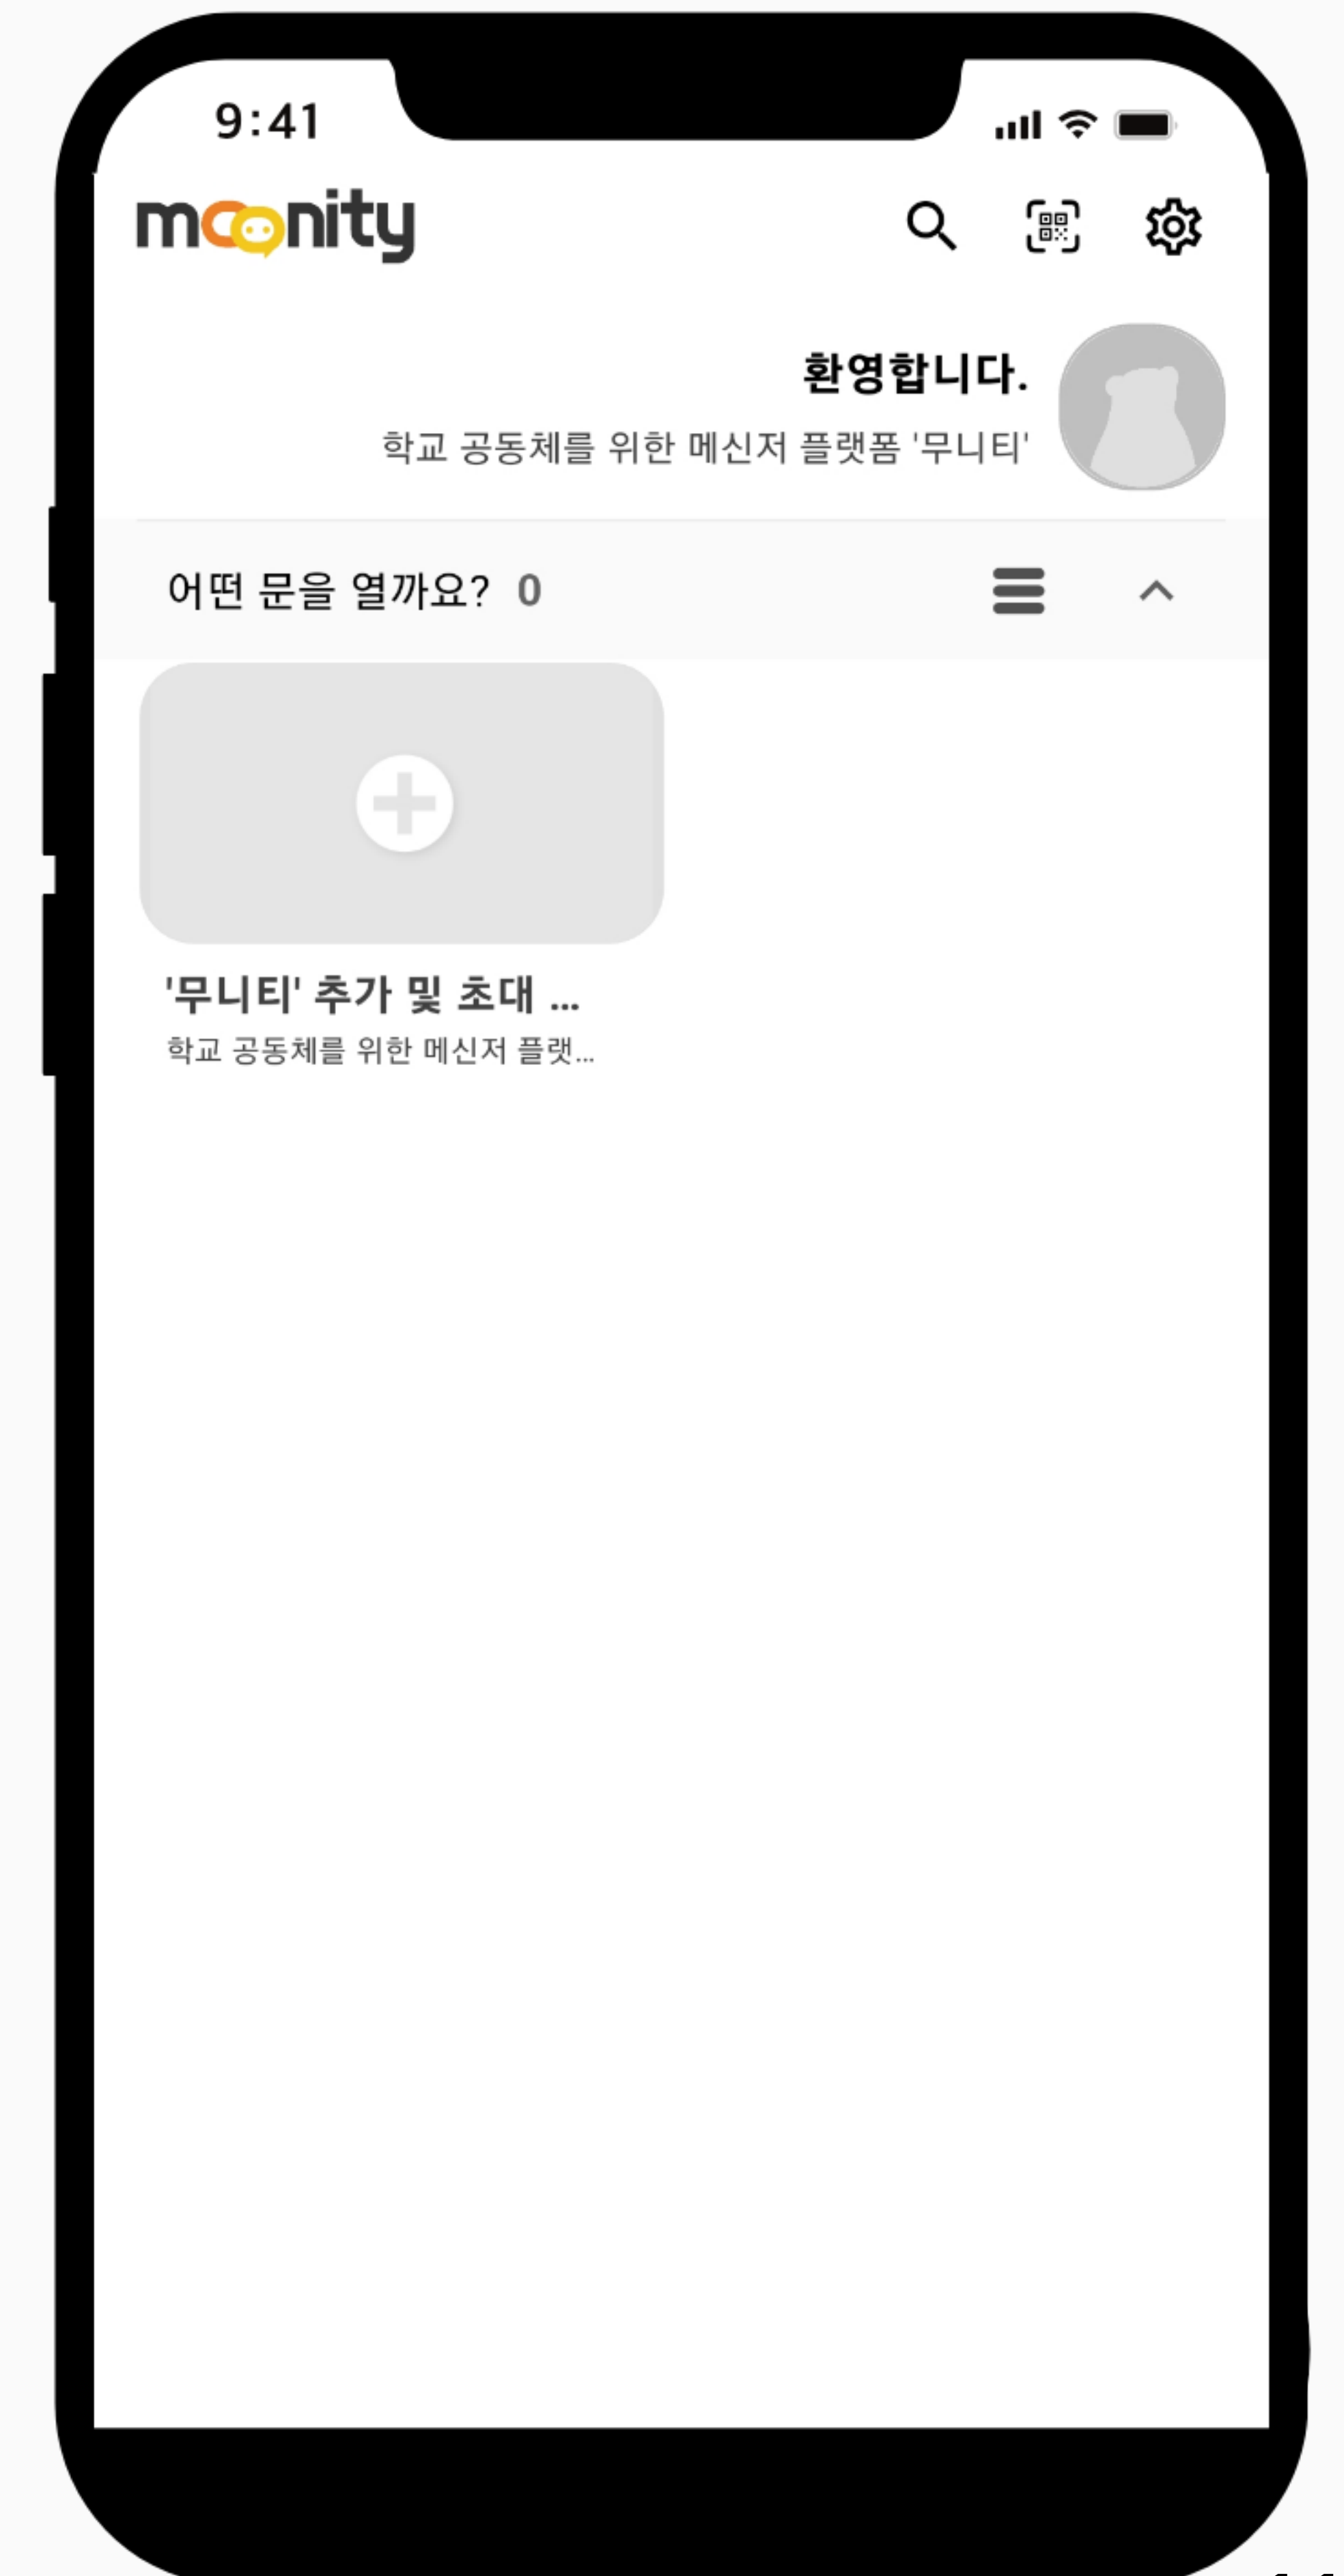 9:41
moonity
환영합니다.
학교 공동체를 위한 메신저 플랫폼 '무니티'
어떤 문을 열까요? 0
'무니티' 추가 및 초대 ...
학교 공동체를 위한 메신저 플랫...